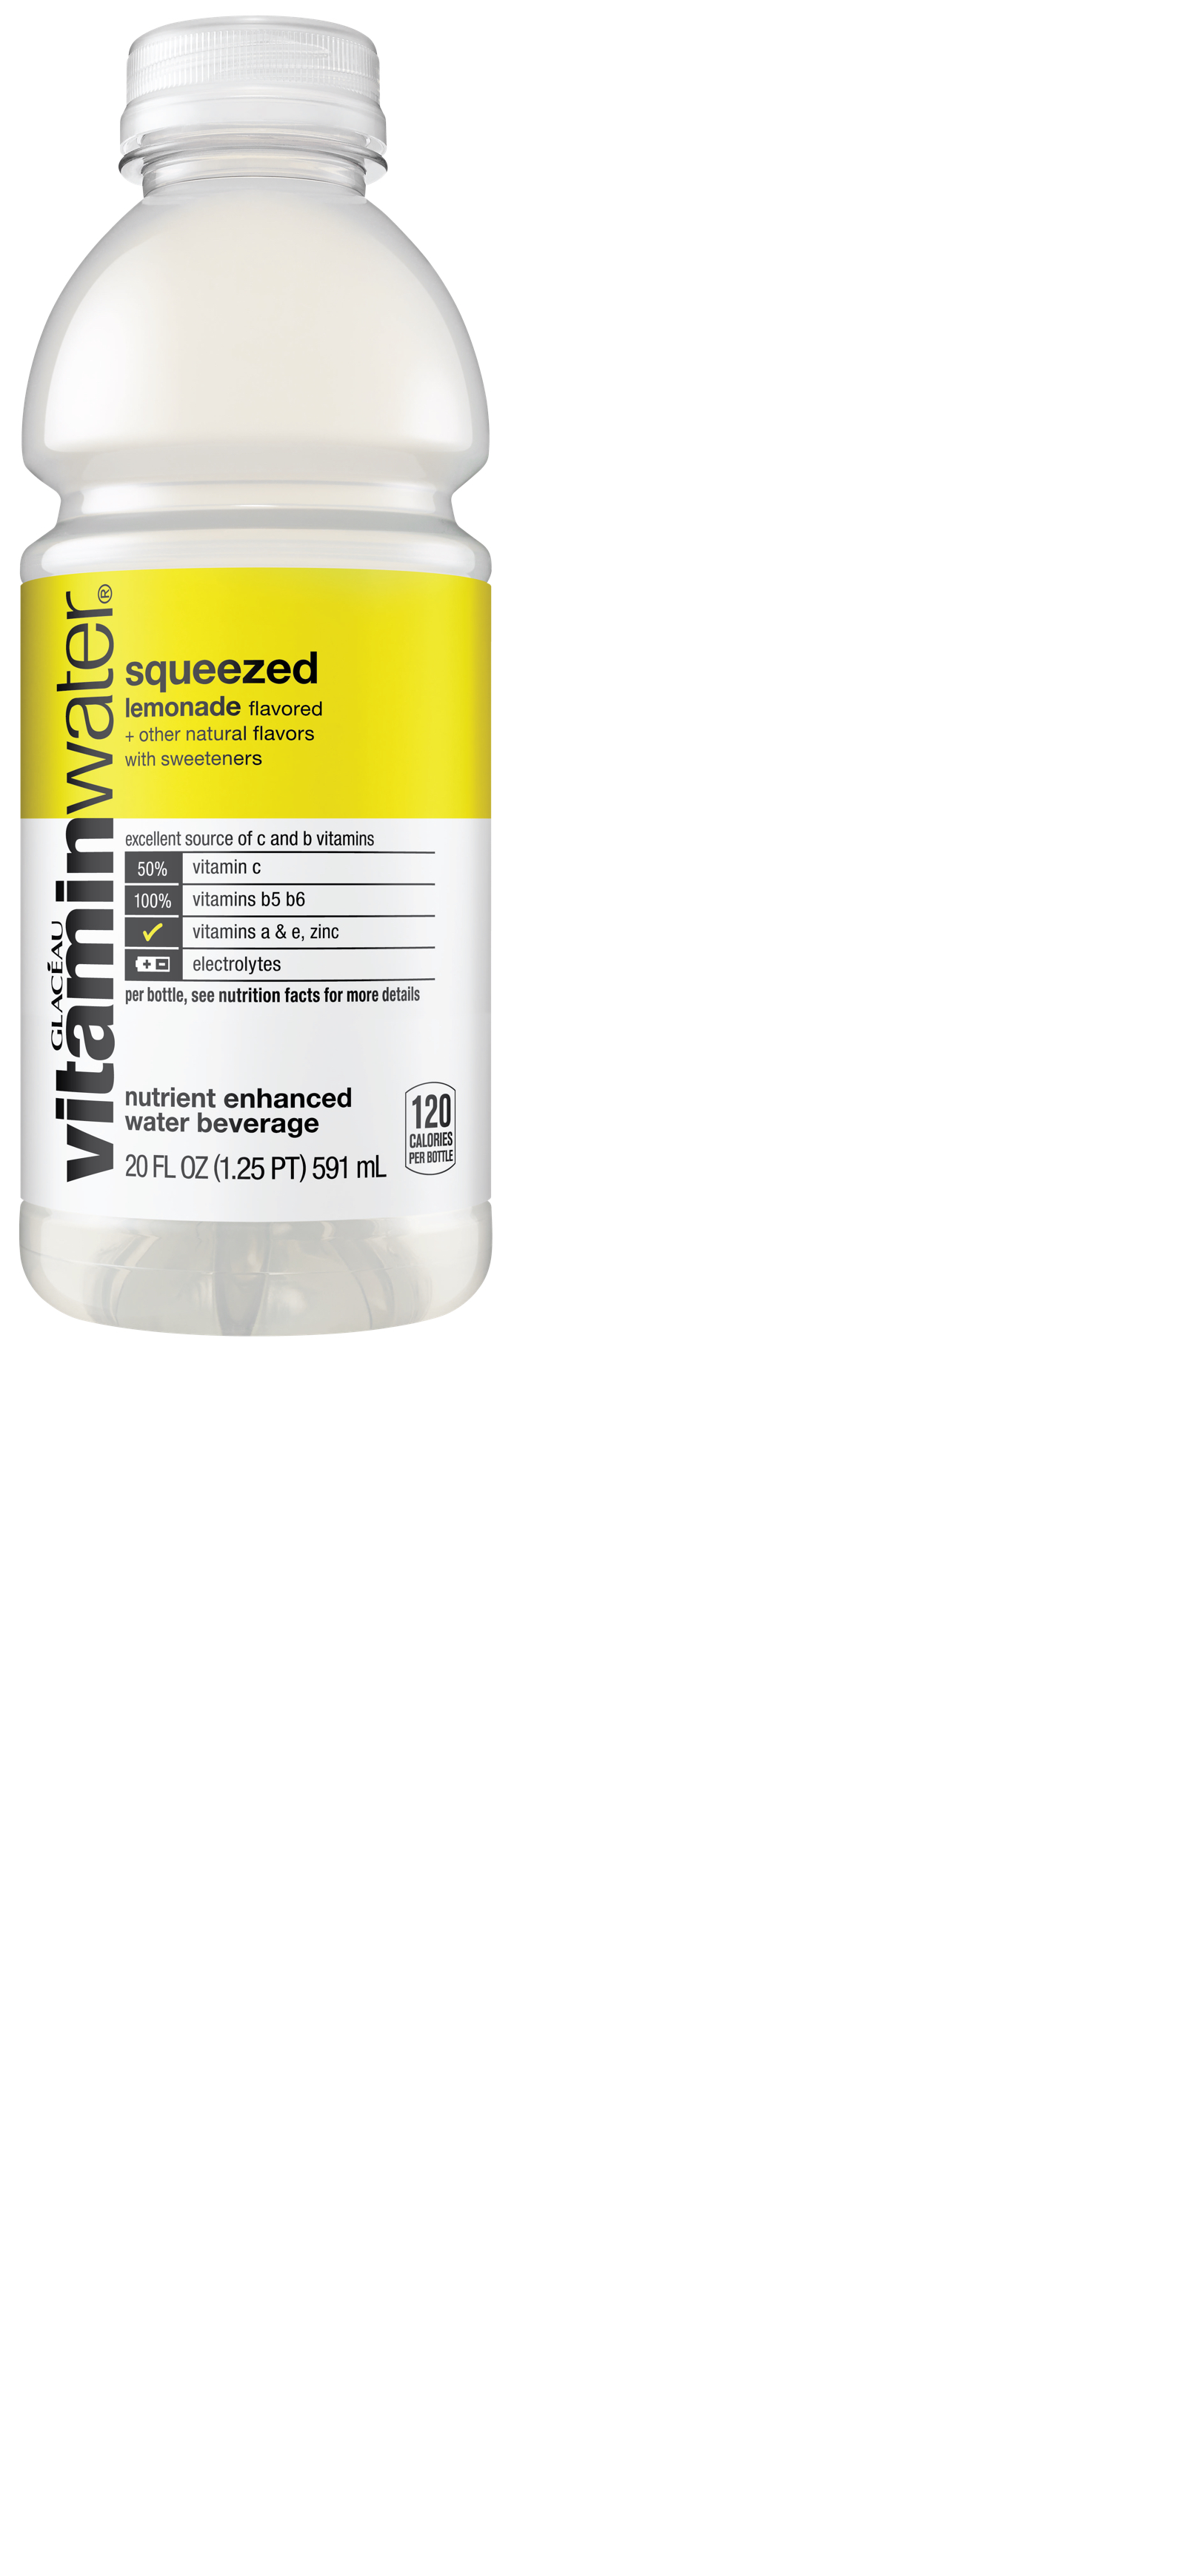 GLACÉAU
vitaminwater®
squeezed
lemonade flavored
+ other natural flavors
with sweeteners
excellent source of c and b vitamins
50% vitamin c
100% vitamins b5 b6
✓ vitamins a & e, zinc
electrolytes
per bottle, see nutrition facts for more details
nutrient enhanced
water beverage
20 FL OZ (1.25 PT) 591 mL
120
CALORIES
PER BOTTLE